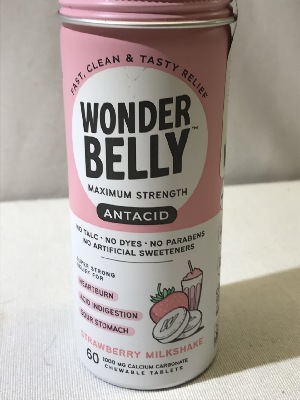 FAST, CLEAN & TASTY RELIEF
WONDER
BELLY™
MAXIMUM STRENGTH
ANTACID
NO TALC • NO DYES • NO PARABENS
NO ARTIFICIAL SWEETENERS
SUPER STRONG
RELIEF FOR
HEARTBURN
ACID INDIGESTION
SOUR STOMACH
STRAWBERRY MILKSHAKE
60 1000 MG CALCIUM CARBONATE
CHEWABLE TABLETS